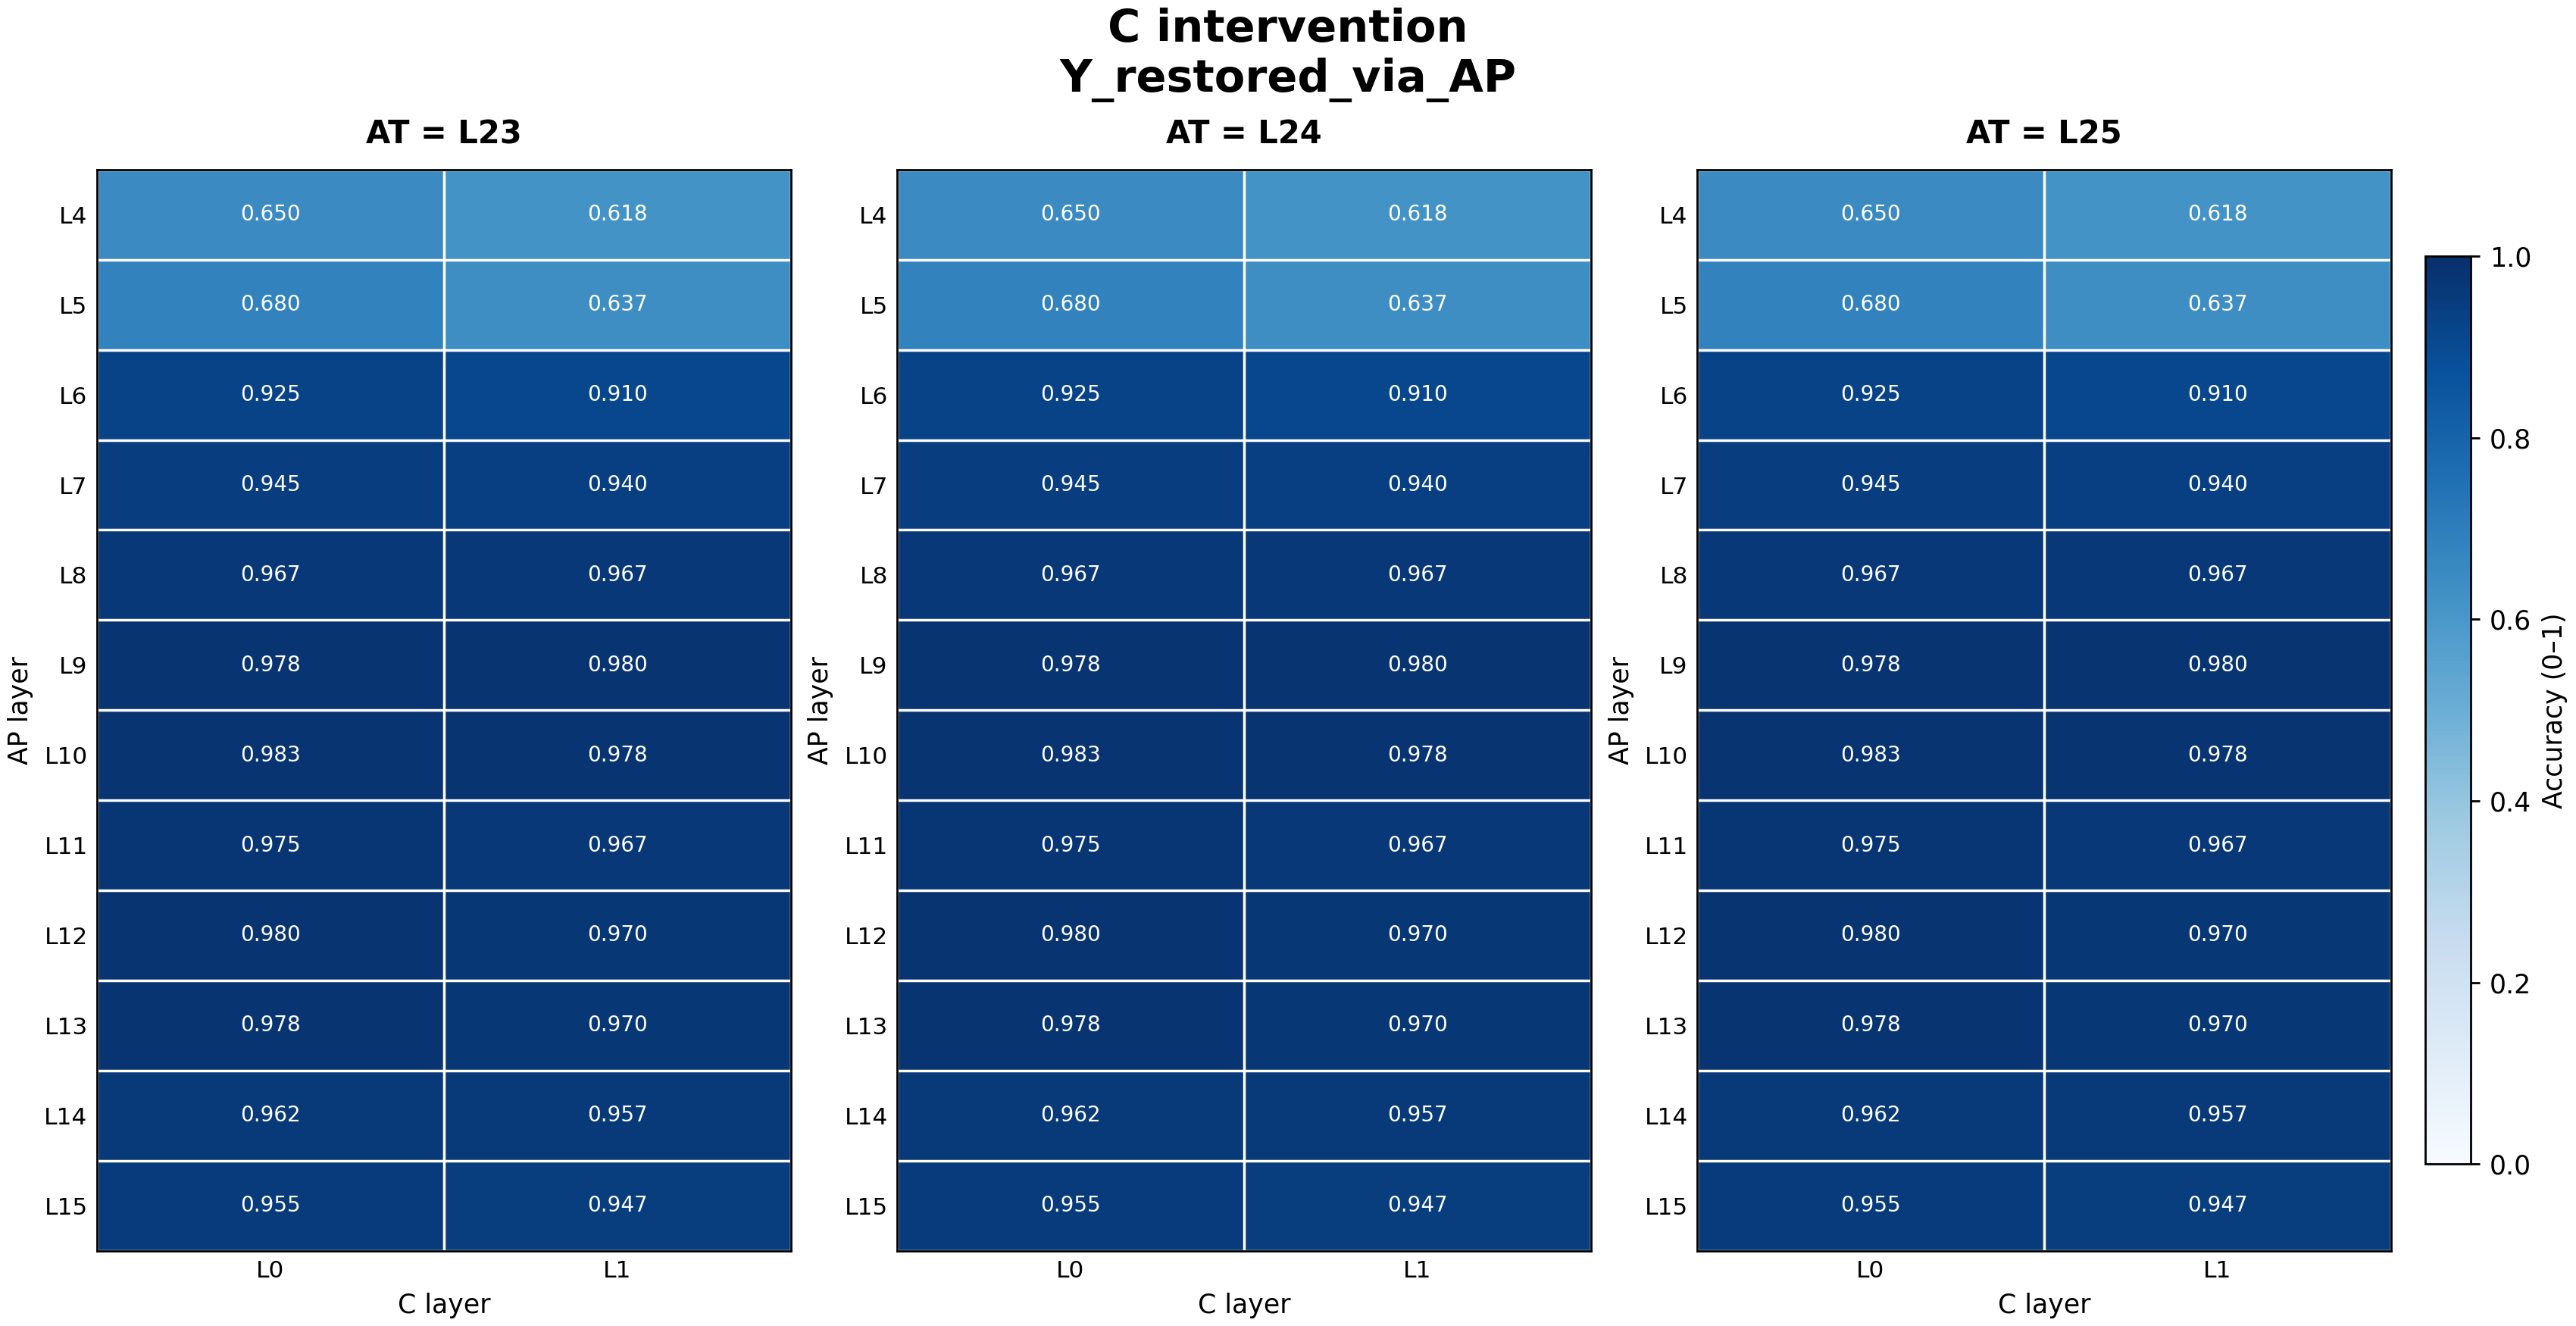 C intervention
Y_restored_via_AP
AT = L23
AP layer
L4 0.650 0.618
L5 0.680 0.637
L6 0.925 0.910
L7 0.945 0.940
L8 0.967 0.967
L9 0.978 0.980
L10 0.983 0.978
L11 0.975 0.967
L12 0.980 0.970
L13 0.978 0.970
L14 0.962 0.957
L15 0.955 0.947
L0 L1
C layer
AT = L24
AP layer
L4 0.650 0.618
L5 0.680 0.637
L6 0.925 0.910
L7 0.945 0.940
L8 0.967 0.967
L9 0.978 0.980
L10 0.983 0.978
L11 0.975 0.967
L12 0.980 0.970
L13 0.978 0.970
L14 0.962 0.957
L15 0.955 0.947
L0 L1
C layer
AT = L25
AP layer
L4 0.650 0.618
L5 0.680 0.637
L6 0.925 0.910
L7 0.945 0.940
L8 0.967 0.967
L9 0.978 0.980
L10 0.983 0.978
L11 0.975 0.967
L12 0.980 0.970
L13 0.978 0.970
L14 0.962 0.957
L15 0.955 0.947
L0 L1
C layer
1.0
0.8
0.6
0.4
0.2
0.0
Accuracy (0–1)